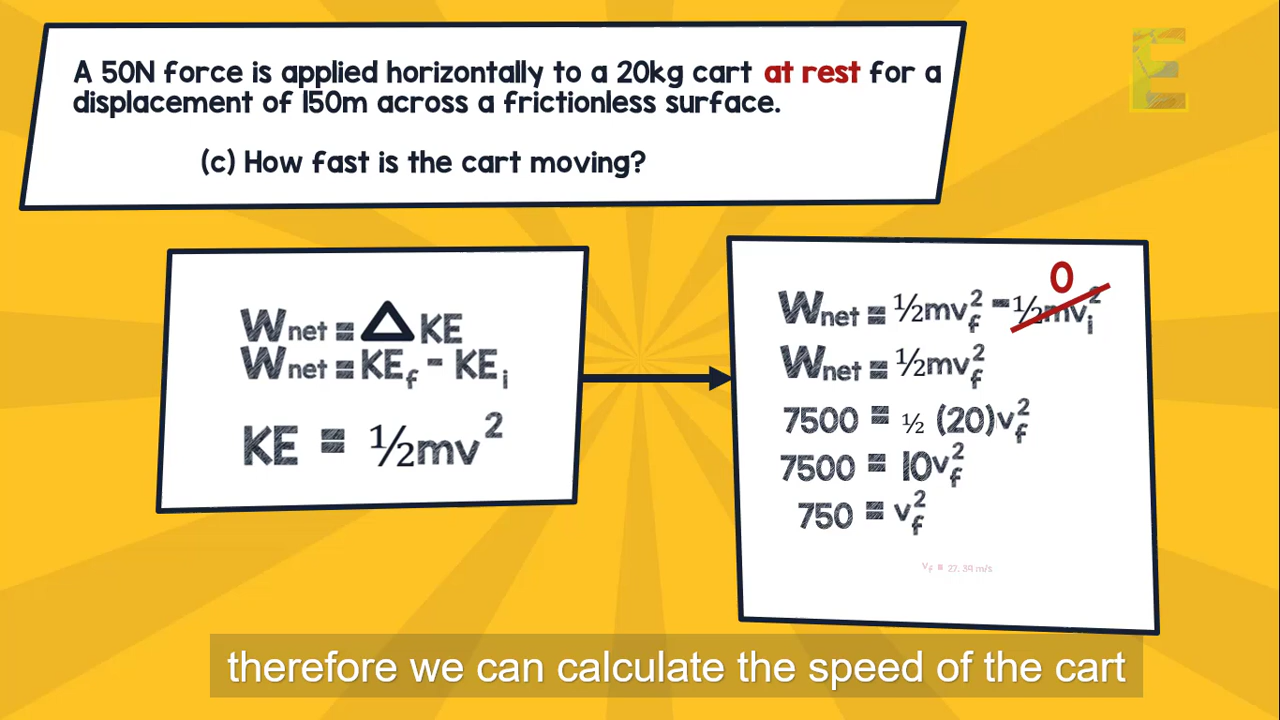 A 50N force is applied horizontally to a 20kg cart at rest for a
displacement of 150m across a frictionless surface.
(c) How fast is the cart moving?
E
Wnet = △KE
Wnet = KEf - KEi
KE = ½mv²
0
Wnet = ½mvf² - ½mvi²
Wnet = ½mvf²
7500 = ½ (20)vf²
7500 = 10vf²
750 = vf²
vf = 27.39 m/s
therefore we can calculate the speed of the cart